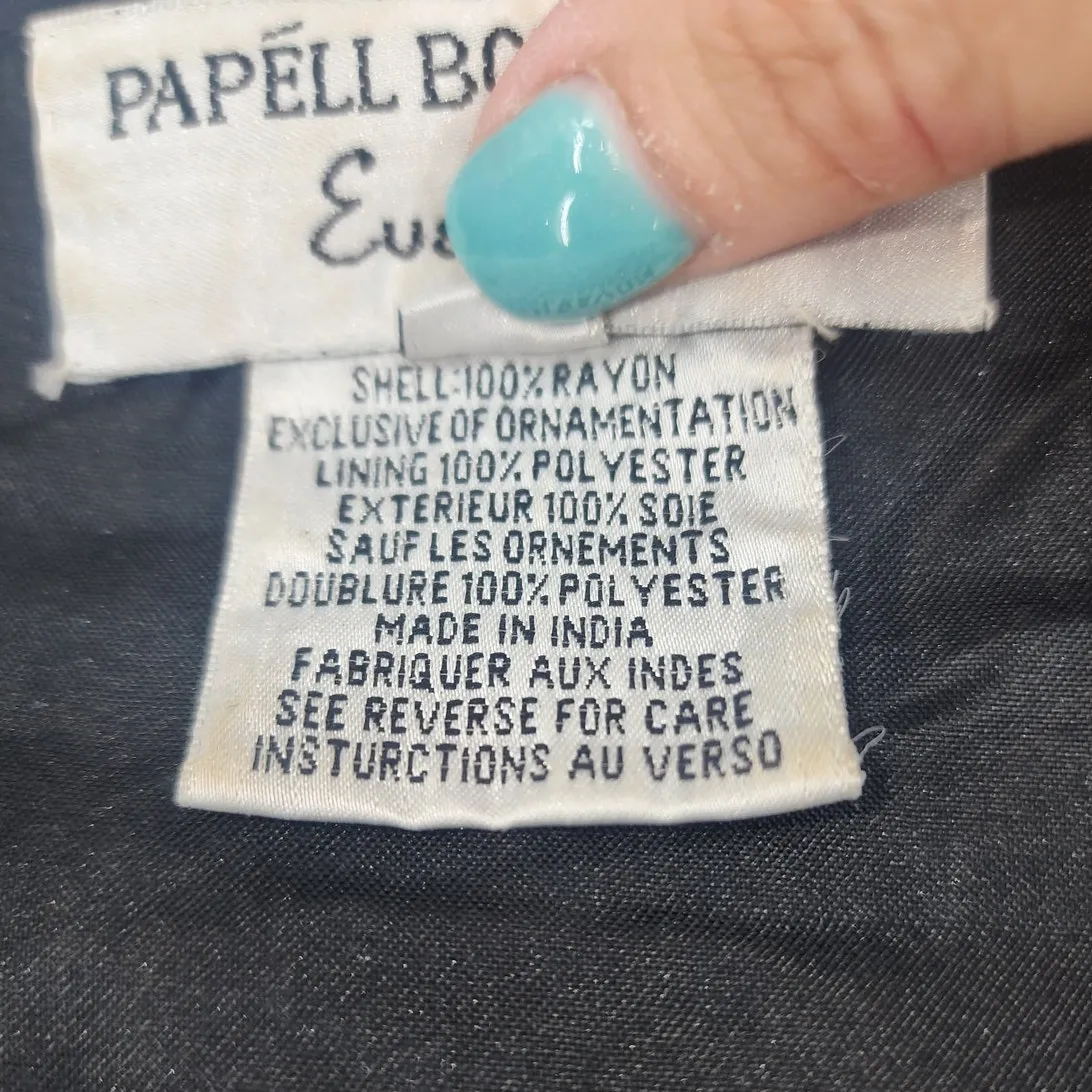 PAPÉLL BO
Eve
SHELL:100% RAYON
EXCLUSIVE OF ORNAMENTATION
LINING 100% POLYESTER
EXTERIEUR 100% SOIE
SAUF LES ORNEMENTS
DOUBLURE 100% POLYESTER
MADE IN INDIA
FABRIQUER AUX INDES
SEE REVERSE FOR CARE
INSTURCTIONS AU VERSO